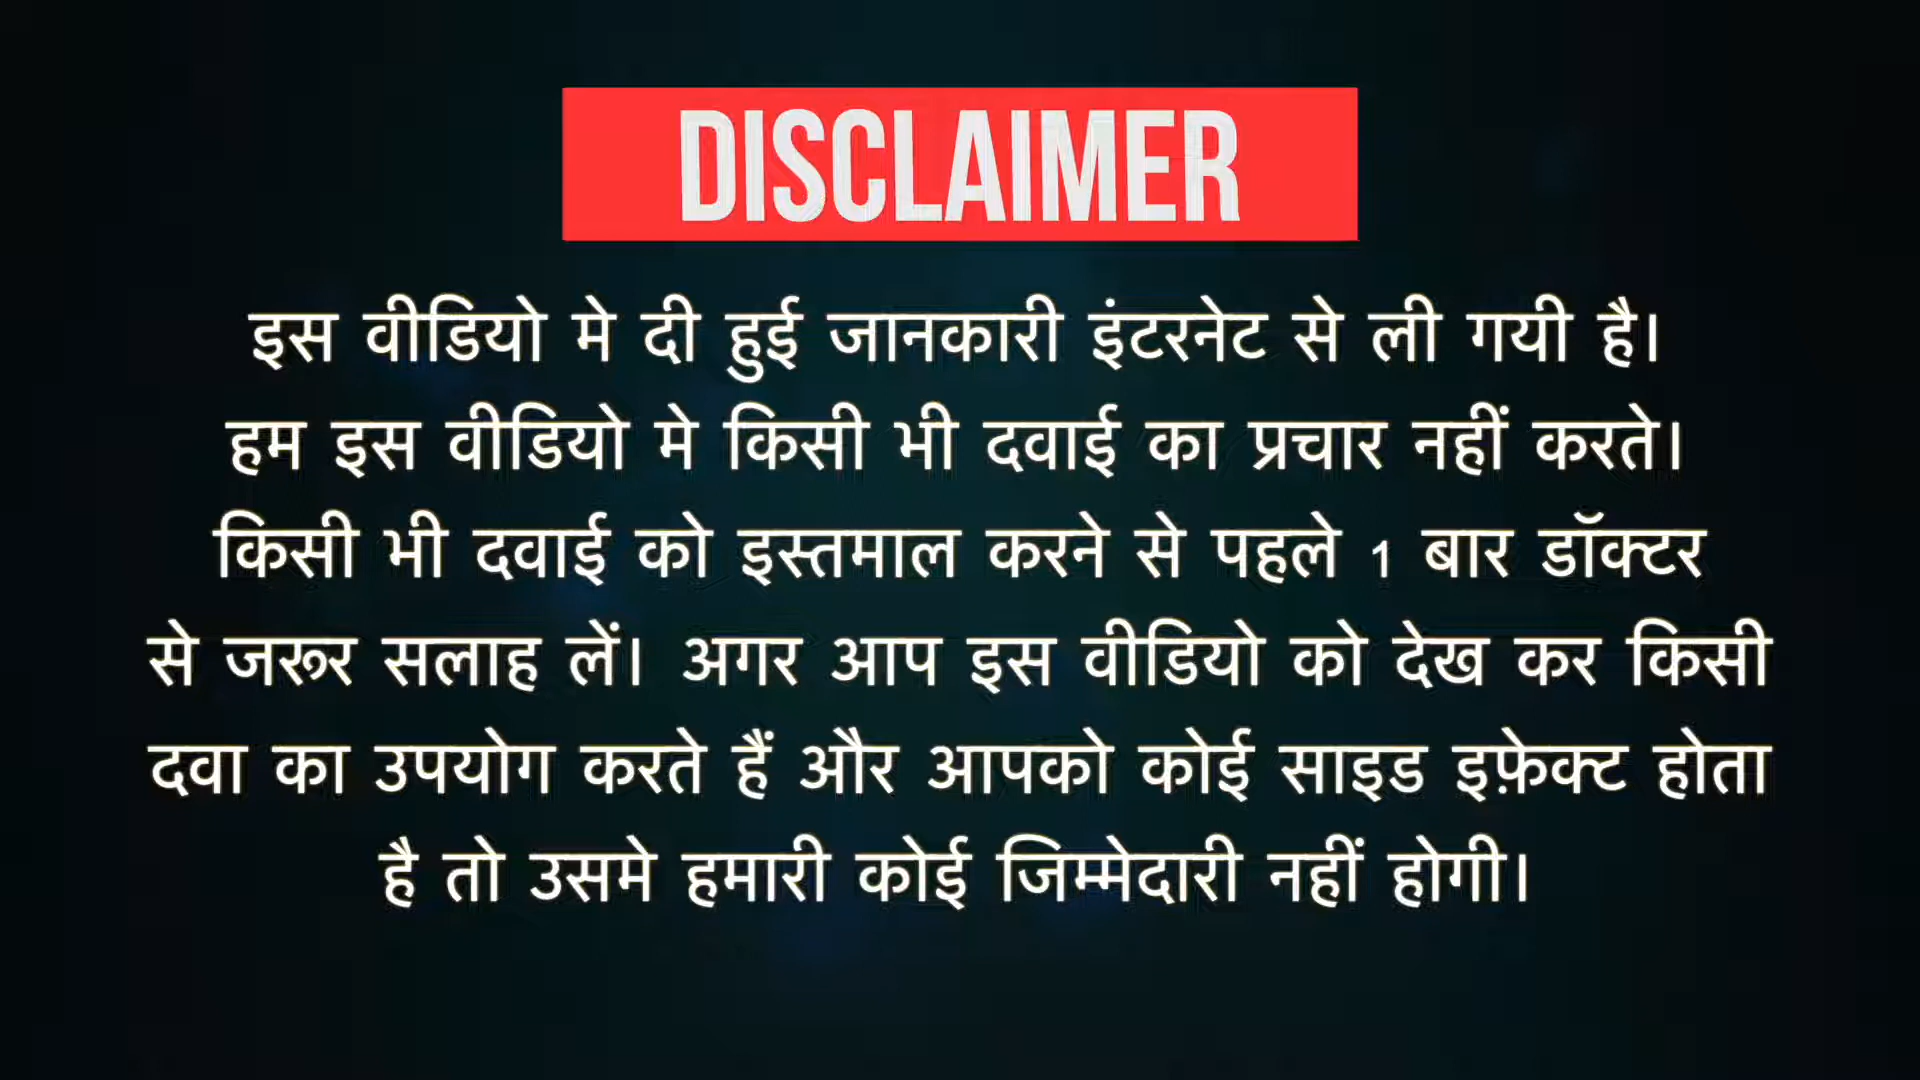 DISCLAIMER
इस वीडियो मे दी हुई जानकारी इंटरनेट से ली गयी है।
हम इस वीडियो मे किसी भी दवाई का प्रचार नहीं करते।
किसी भी दवाई को इस्तमाल करने से पहले 1 बार डॉक्टर
से जरूर सलाह लें। अगर आप इस वीडियो को देख कर किसी
दवा का उपयोग करते हैं और आपको कोई साइड इफ़ेक्ट होता
है तो उसमे हमारी कोई जिम्मेदारी नहीं होगी।